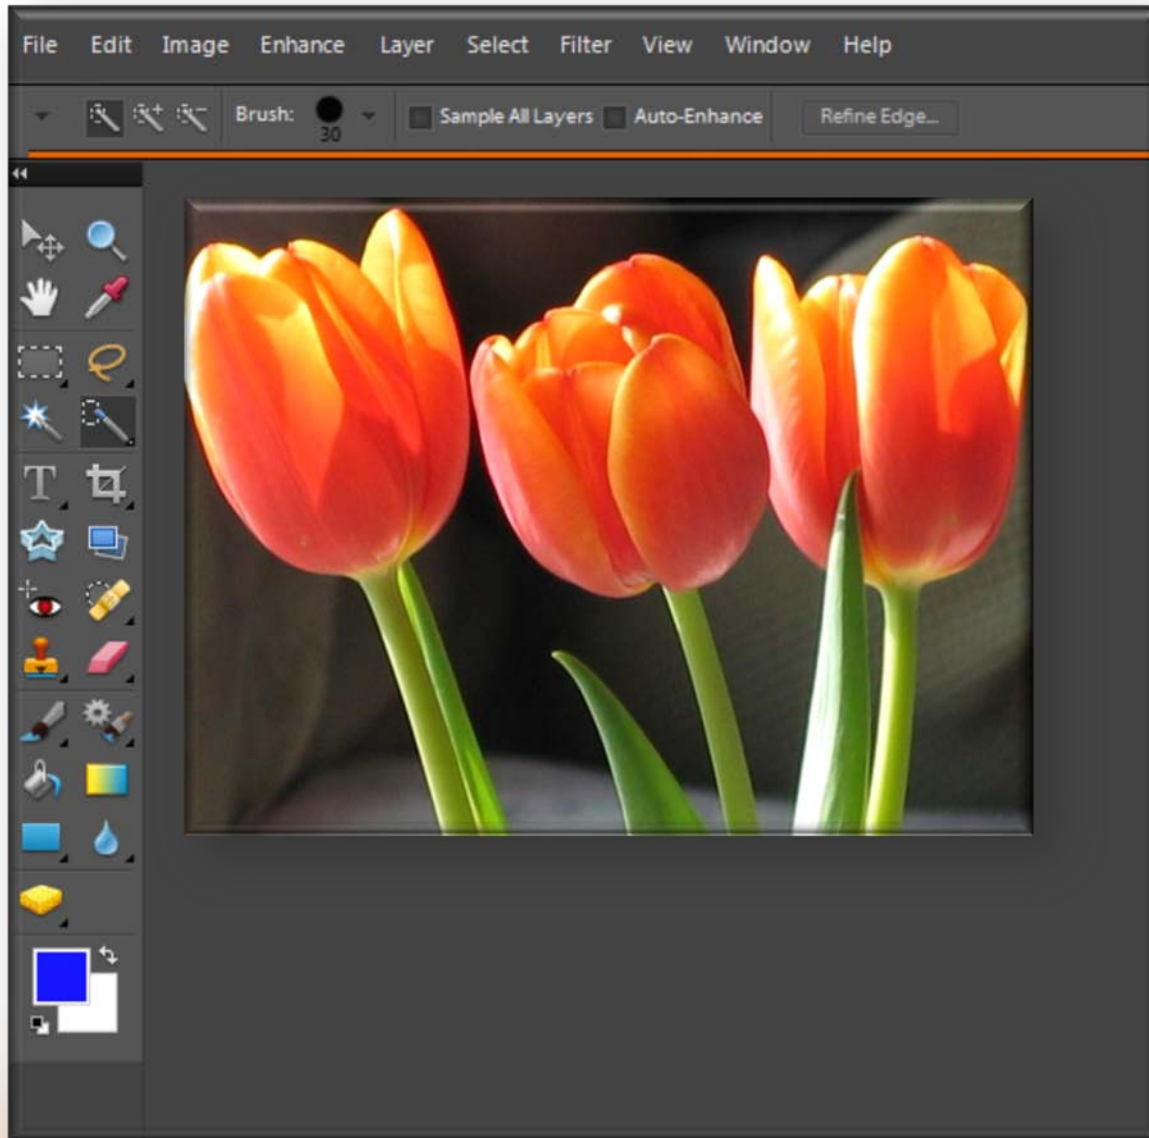 File Edit Image Enhance Layer Select Filter View Window Help
Brush: 30 Sample All Layers Auto-Enhance Refine Edge...
T